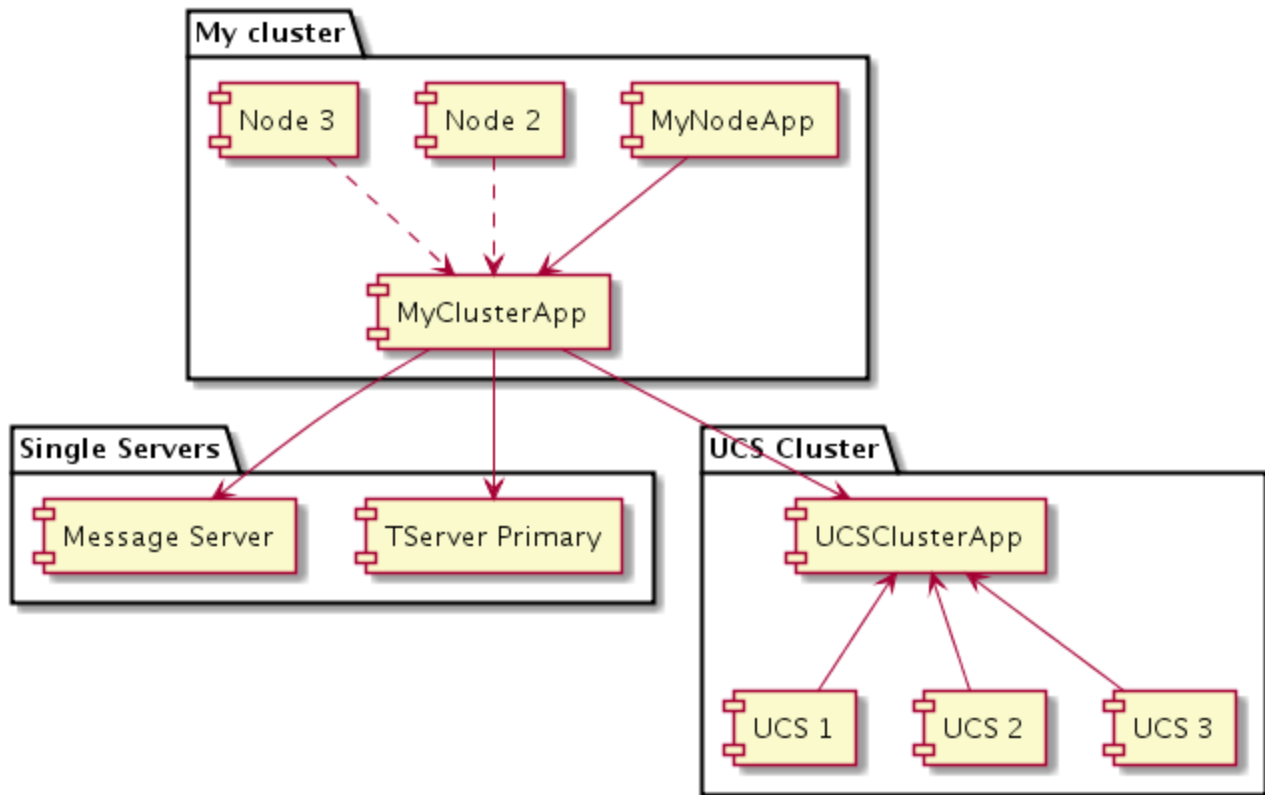 My cluster
Node 3
Node 2
MyNodeApp
MyClusterApp
Single Servers
UCS Cluster
Message Server
TServer Primary
UCSClusterApp
UCS 1
UCS 2
UCS 3